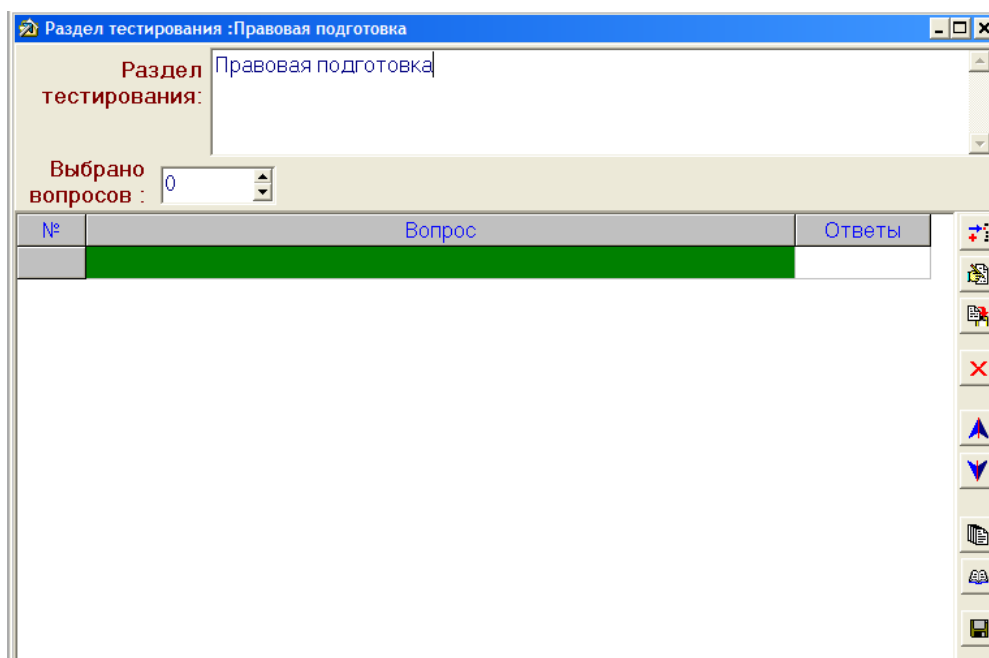 Раздел тестирования :Правовая подготовка
Раздел тестирования:
Правовая подготовка
Выбрано вопросов :
0
№ Вопрос Ответы